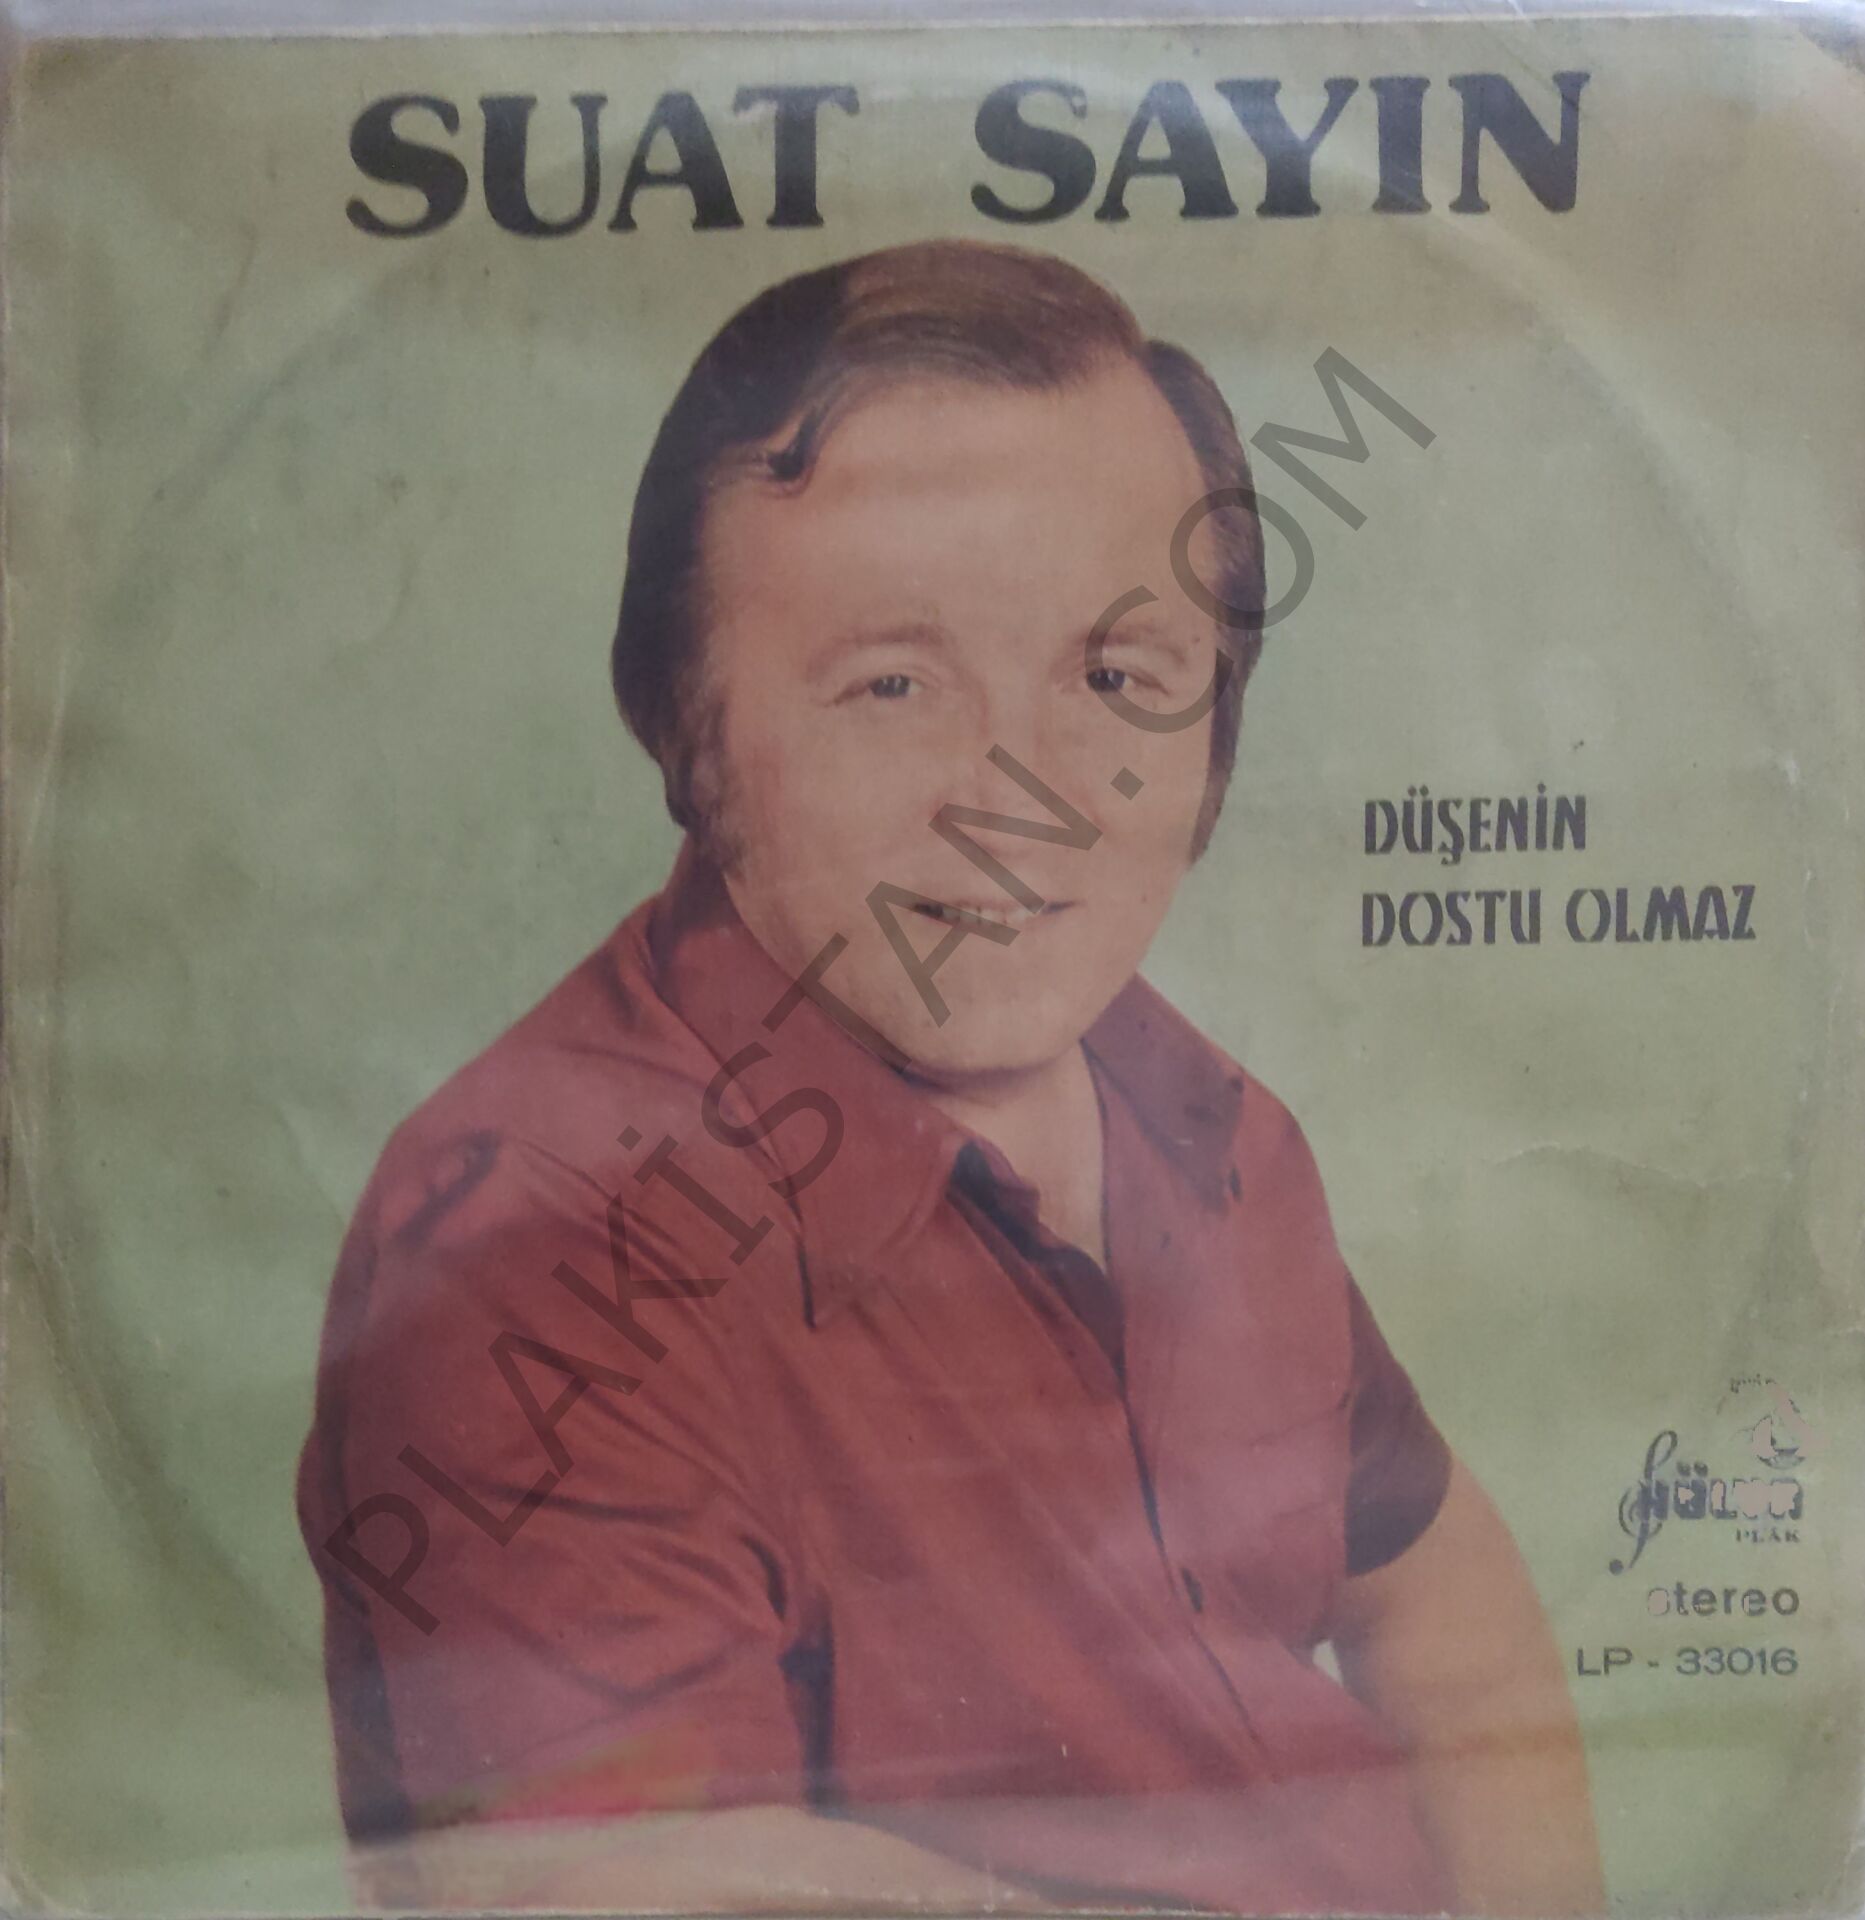 SUAT SAYIN
DÜŞENİN
DOSTU OLMAZ
PLAK
stereo
LP - 33016
PLAKİSTAN.COM